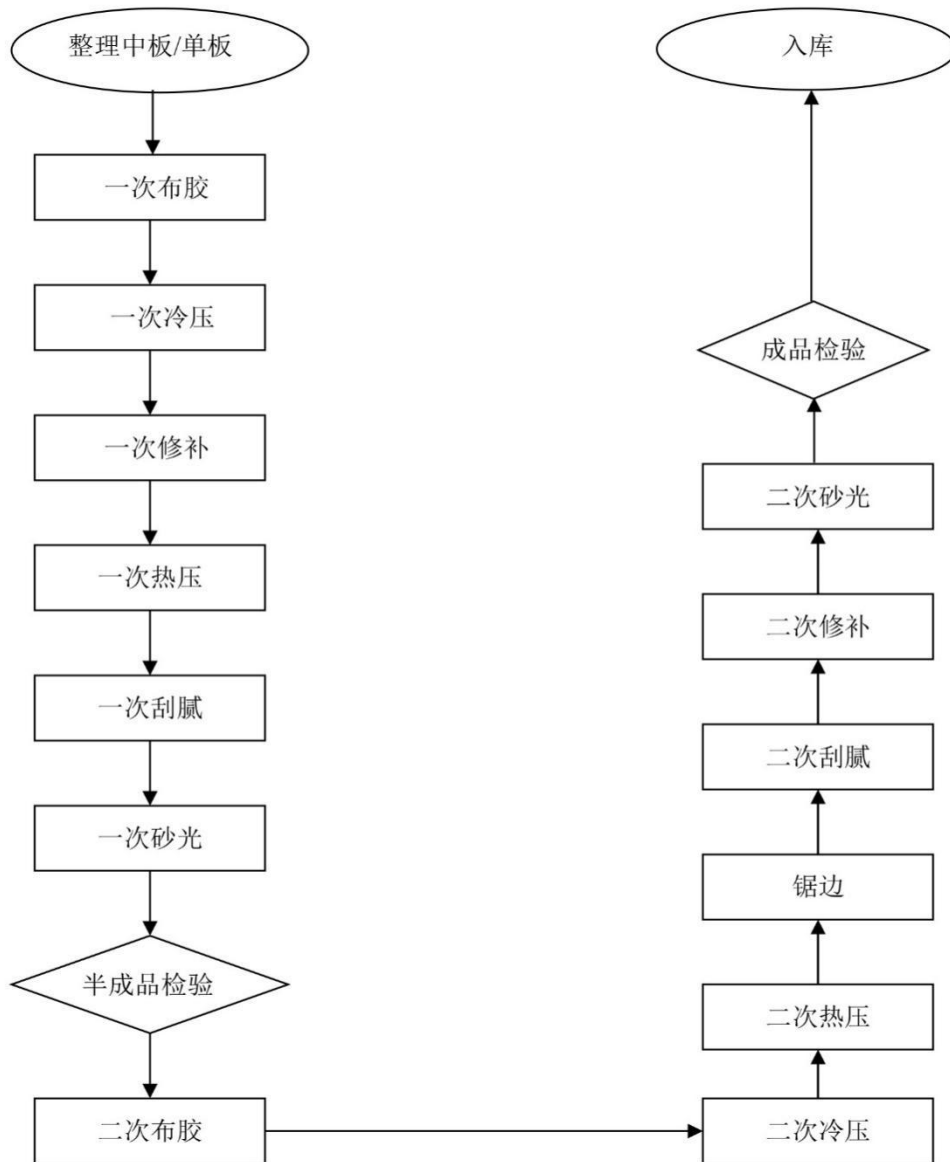 整理中板/单板
一次布胶
一次冷压
一次修补
一次热压
一次刮腻
一次砂光
半成品检验
二次布胶
二次冷压
二次热压
锯边
二次刮腻
二次修补
二次砂光
成品检验
入库